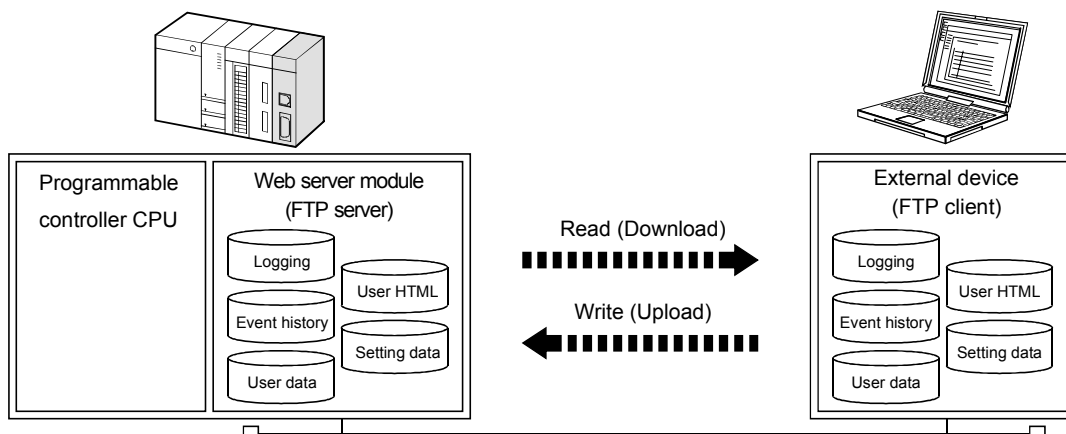 Programmable
controller CPU
Web server module
(FTP server)
Logging
User HTML
Event history
Setting data
User data
Read (Download)
Write (Upload)
External device
(FTP client)
Logging
User HTML
Event history
Setting data
User data